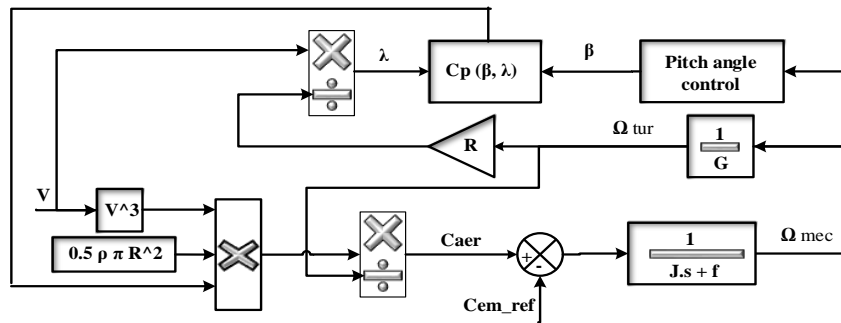 λ
Cp (β, λ)
β
Pitch angle
control
R
Ω tur
1
G
V
V^3
0.5 ρ π R^2
Caer
+
-
Cem_ref
1
J.s + f
Ω mec